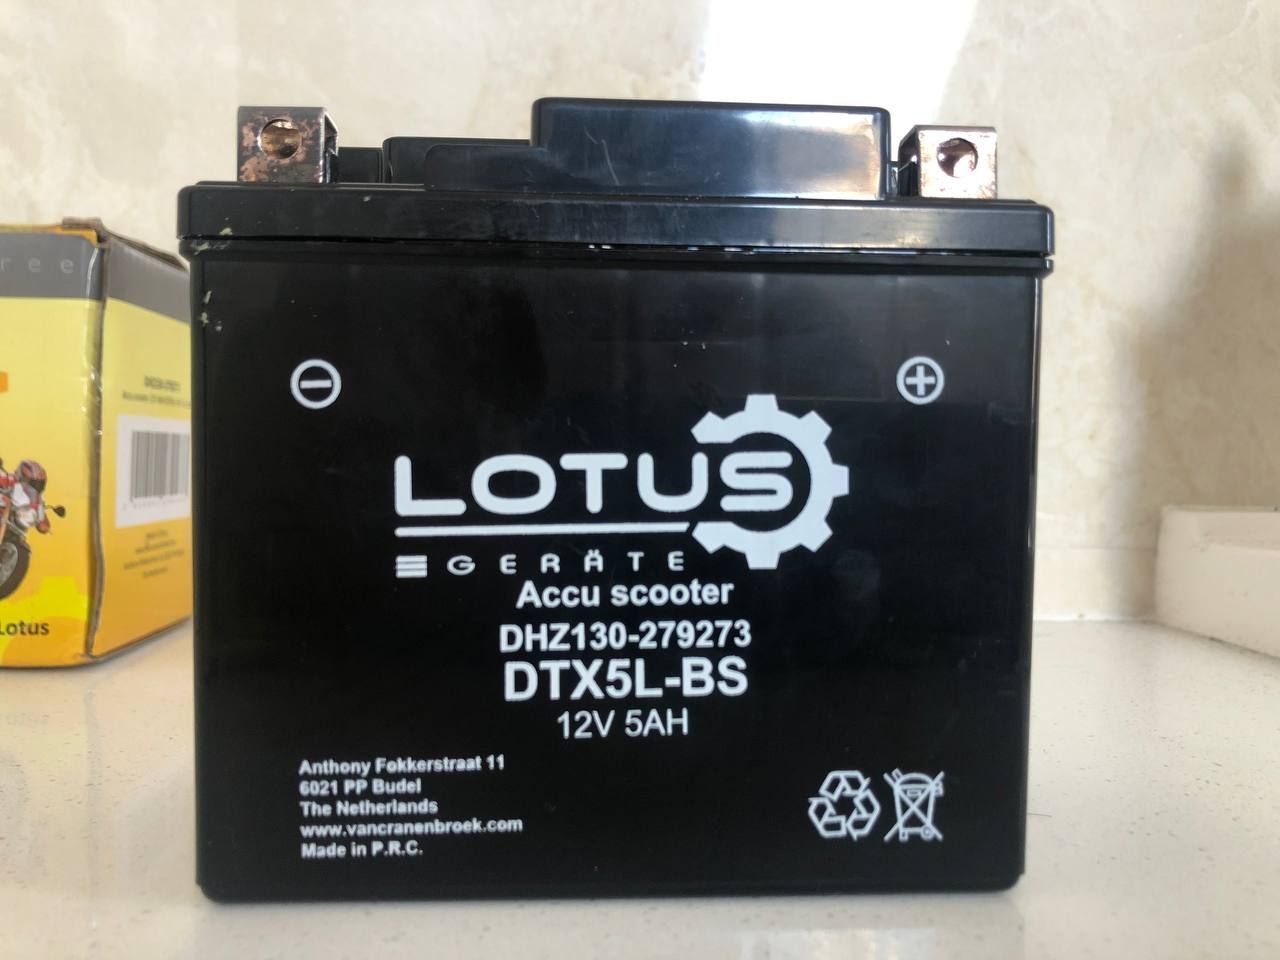 ree
Lotus
LOTUS
GERÄTE
Accu scooter
DHZ130-279273
DTX5L-BS
12V 5AH
Anthony Fokkerstraat 11
6021 PP Budel
The Netherlands
www.vancranenbroek.com
Made in P.R.C.